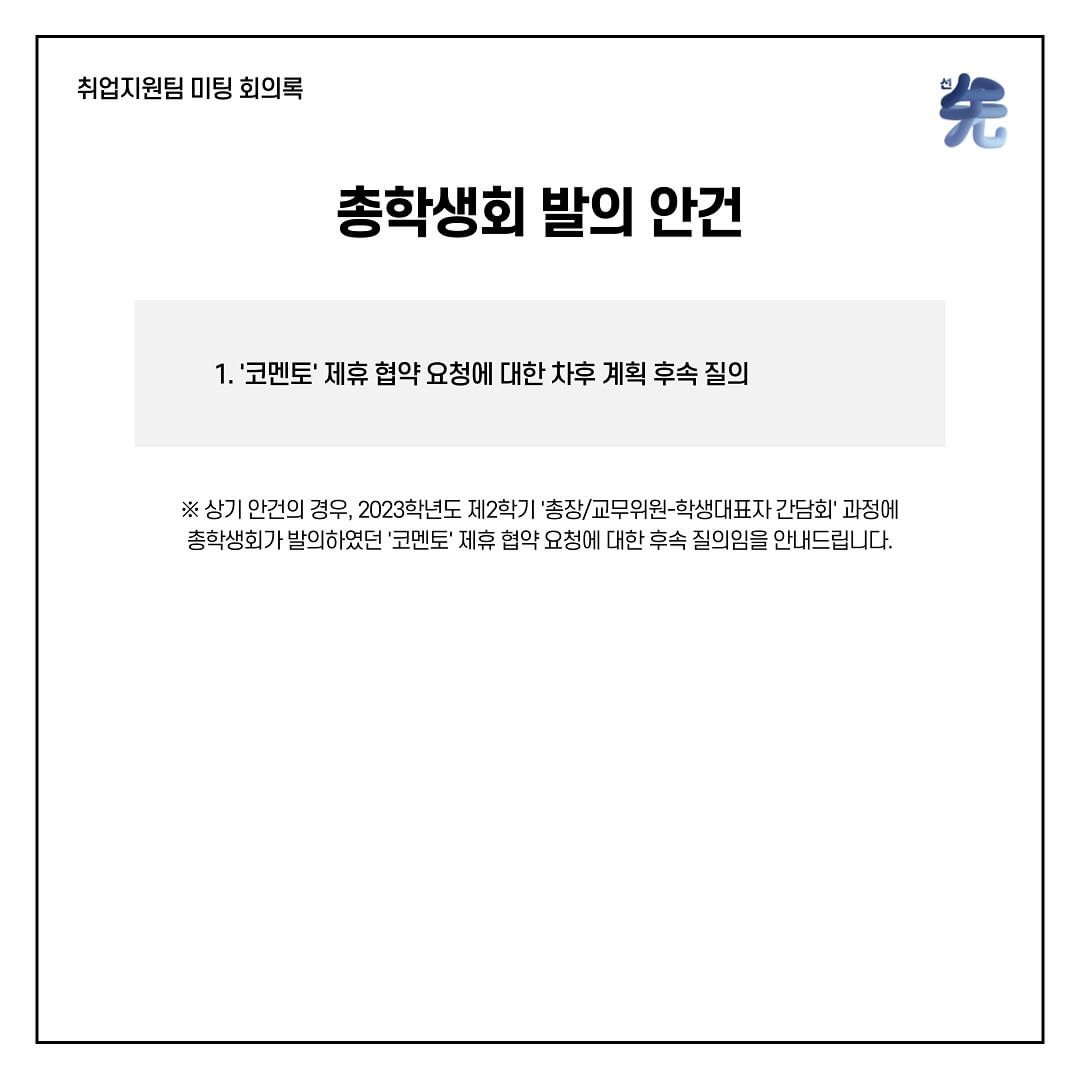 취업지원팀 미팅 회의록
선
先
총학생회 발의 안건
1. '코멘토' 제휴 협약 요청에 대한 차후 계획 후속 질의
※ 상기 안건의 경우, 2023학년도 제2학기 '총장/교무위원-학생대표자 간담회' 과정에
총학생회가 발의하였던 '코멘토' 제휴 협약 요청에 대한 후속 질의임을 안내드립니다.